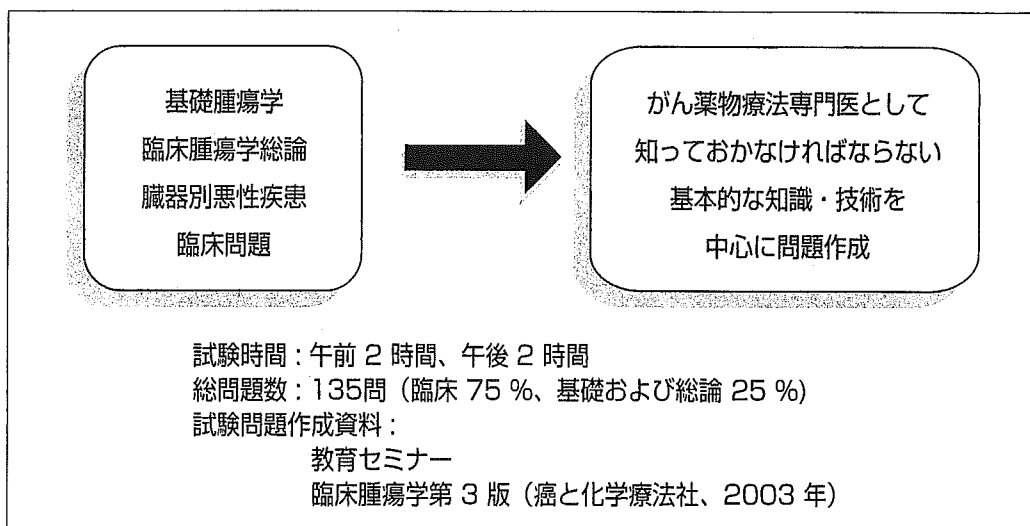 基礎腫瘍学
臨床腫瘍学総論
臓器別悪性疾患
臨床問題
がん薬物療法専門医として
知っておかなければならない
基本的な知識・技術を
中心に問題作成
試験時間：午前 2 時間、午後 2 時間
総問題数：135問（臨床 75 %、基礎および総論 25 %)
試験問題作成資料：
教育セミナー
臨床腫瘍学第 3 版（癌と化学療法社、2003 年）